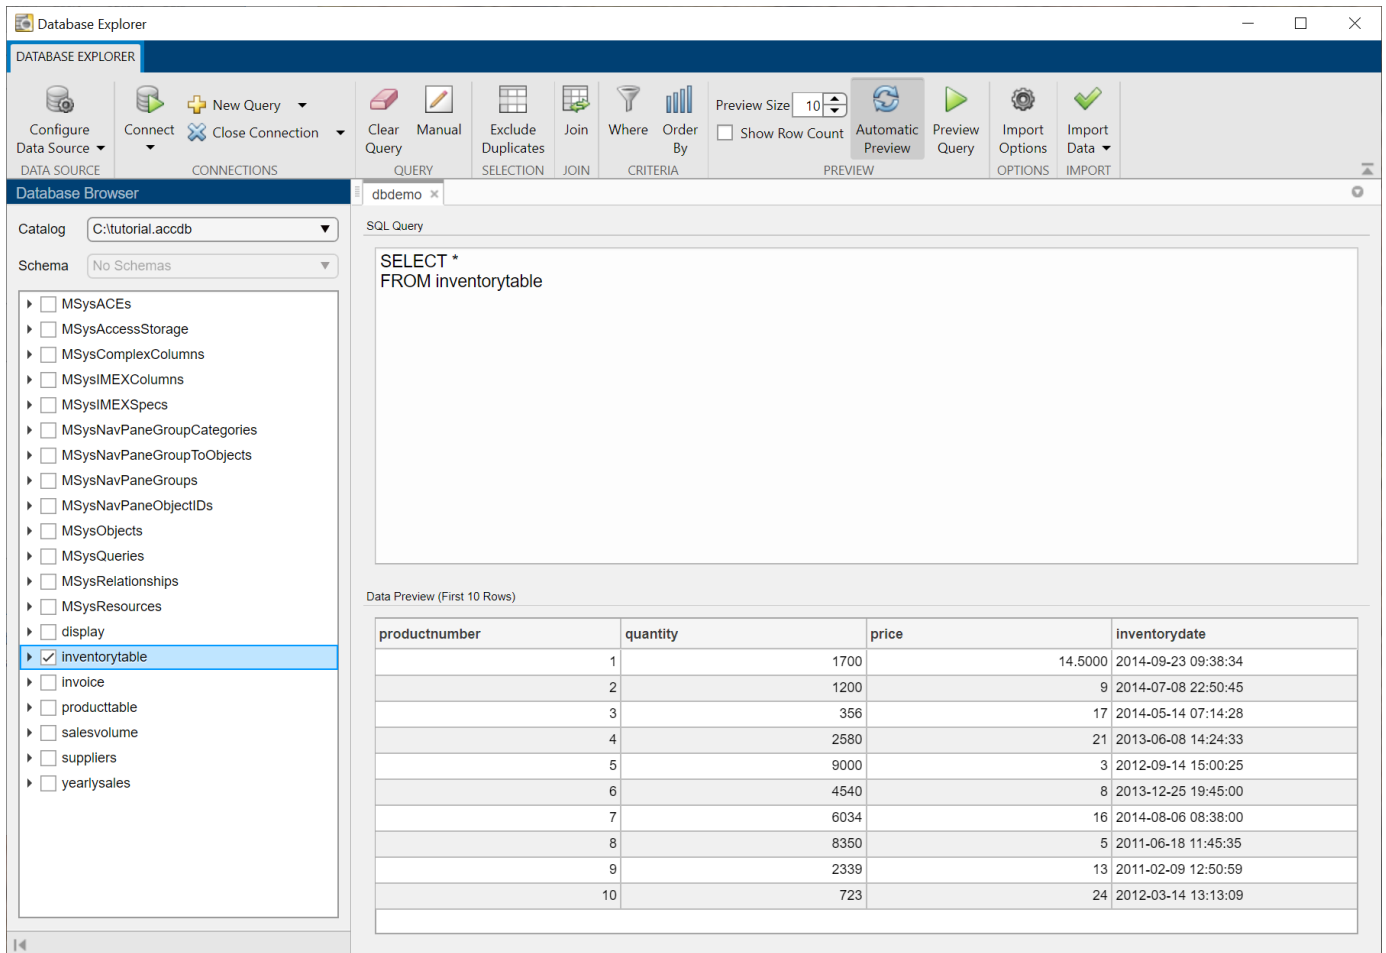 Database Explorer
DATABASE EXPLORER
Configure Data Source
Connect
New Query
Close Connection
Clear Query
Manual
Exclude Duplicates
Join
Where
Order By
Preview Size 10
Show Row Count
Automatic Preview
Preview Query
Import Options
Import Data
DATA SOURCE CONNECTIONS QUERY SELECTION JOIN CRITERIA PREVIEW OPTIONS IMPORT
Database Browser
Catalog C:\tutorial.accdb
Schema No Schemas
MSysACEs
MSysAccessStorage
MSysComplexColumns
MSysIMEXColumns
MSysIMEXSpecs
MSysNavPaneGroupCategories
MSysNavPaneGroupToObjects
MSysNavPaneGroups
MSysNavPaneObjectIDs
MSysObjects
MSysQueries
MSysRelationships
MSysResources
display
inventorytable
invoice
producttable
salesvolume
suppliers
yearlysales
dbdemo
SQL Query
SELECT *
FROM inventorytable
Data Preview (First 10 Rows)
productnumber quantity price inventorydate
1 1700 14.5000 2014-09-23 09:38:34
2 1200 9 2014-07-08 22:50:45
3 356 17 2014-05-14 07:14:28
4 2580 21 2013-06-08 14:24:33
5 9000 3 2012-09-14 15:00:25
6 4540 8 2013-12-25 19:45:00
7 6034 16 2014-08-06 08:38:00
8 8350 5 2011-06-18 11:45:35
9 2339 13 2011-02-09 12:50:59
10 723 24 2012-03-14 13:13:09